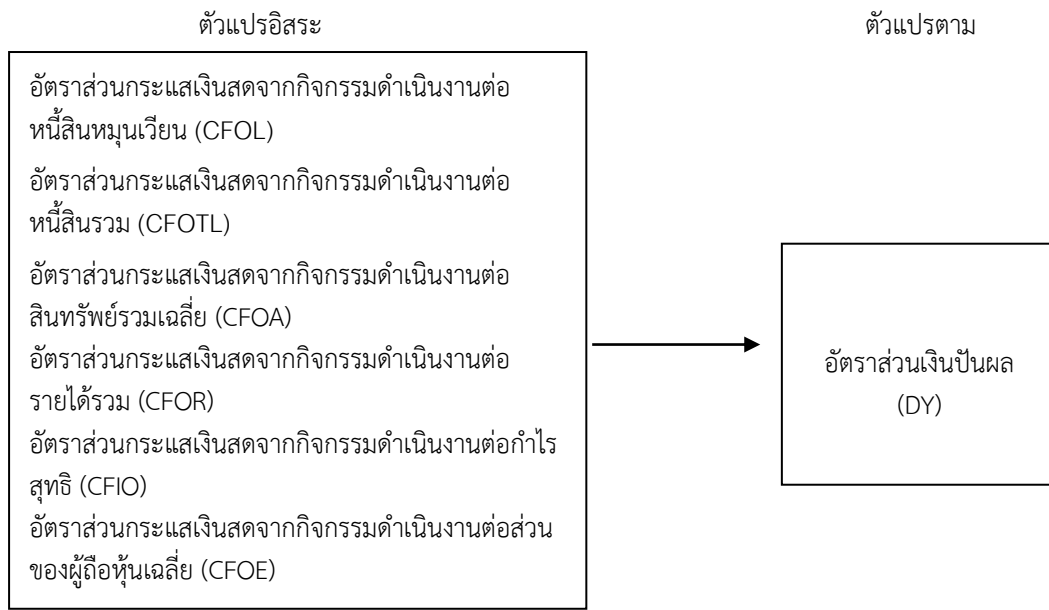 ตัวแปรอิสระ
ตัวแปรตาม
อัตราส่วนกระแสเงินสดจากกิจกรรมดำเนินงานต่อ
หนี้สินหมุนเวียน (CFOL)
อัตราส่วนกระแสเงินสดจากกิจกรรมดำเนินงานต่อ
หนี้สินรวม (CFOTL)
อัตราส่วนกระแสเงินสดจากกิจกรรมดำเนินงานต่อ
สินทรัพย์รวมเฉลี่ย (CFOA)
อัตราส่วนกระแสเงินสดจากกิจกรรมดำเนินงานต่อ
รายได้รวม (CFOR)
อัตราส่วนกระแสเงินสดจากกิจกรรมดำเนินงานต่อกำไร
สุทธิ (CFIO)
อัตราส่วนกระแสเงินสดจากกิจกรรมดำเนินงานต่อส่วน
ของผู้ถือหุ้นเฉลี่ย (CFOE)
อัตราส่วนเงินปันผล
(DY)